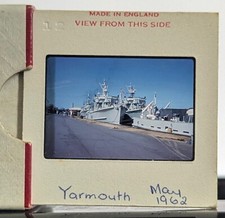 MADE IN ENGLAND
VIEW FROM THIS SIDE
Yarmouth May
1962